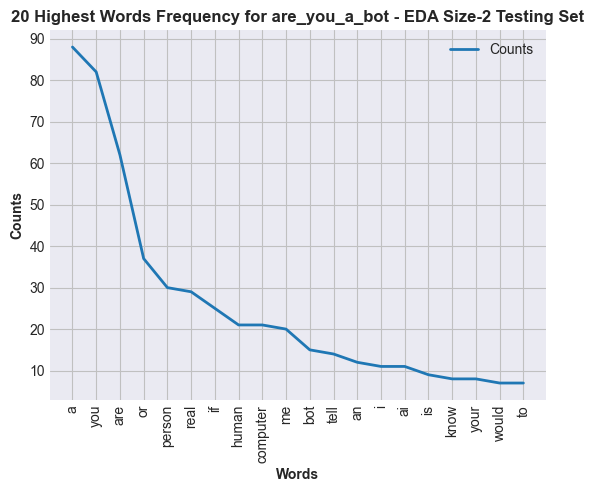 20 Highest Words Frequency for are_you_a_bot - EDA Size-2 Testing Set
Counts
90
80
70
60
50
40
30
20
10
Counts
a
you
are
or
person
real
if
human
computer
me
bot
tell
an
i
ai
is
know
your
would
to
Words